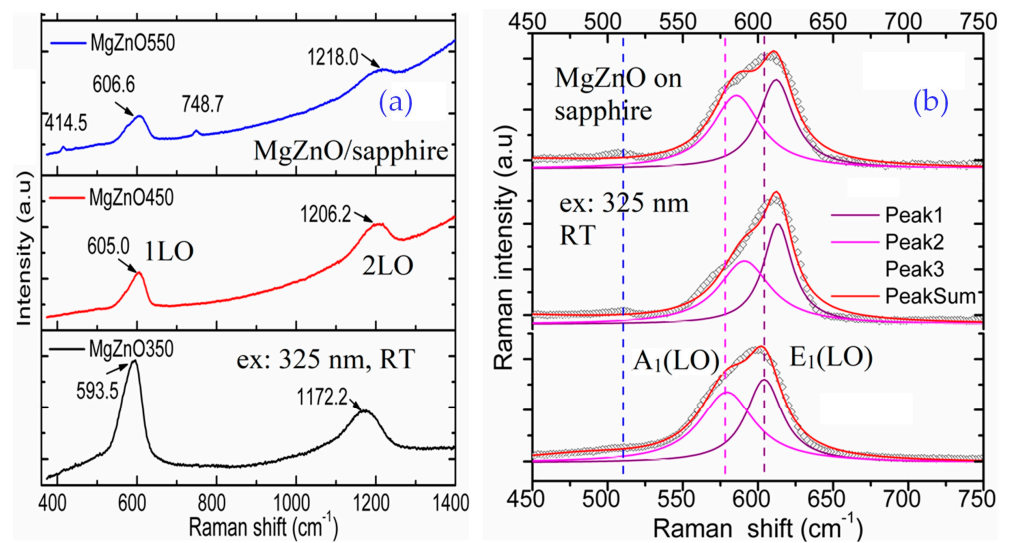 MgZnO550
1218.0
606.6
(a)
748.7
414.5
MgZnO/sapphire
MgZnO450
1206.2
605.0
1LO
2LO
MgZnO350
ex: 325 nm, RT
593.5
1172.2
Intensity (a.u)
400 600 800 1000 1200 1400
Raman shift (cm-1)
450 500 550 600 650 700 750
MgZnO on
sapphire
(b)
ex: 325 nm
RT
Peak1
Peak2
Peak3
PeakSum
A1(LO)
E1(LO)
Raman intensity (a.u)
450 500 550 600 650 700 750
Raman shift (cm-1)